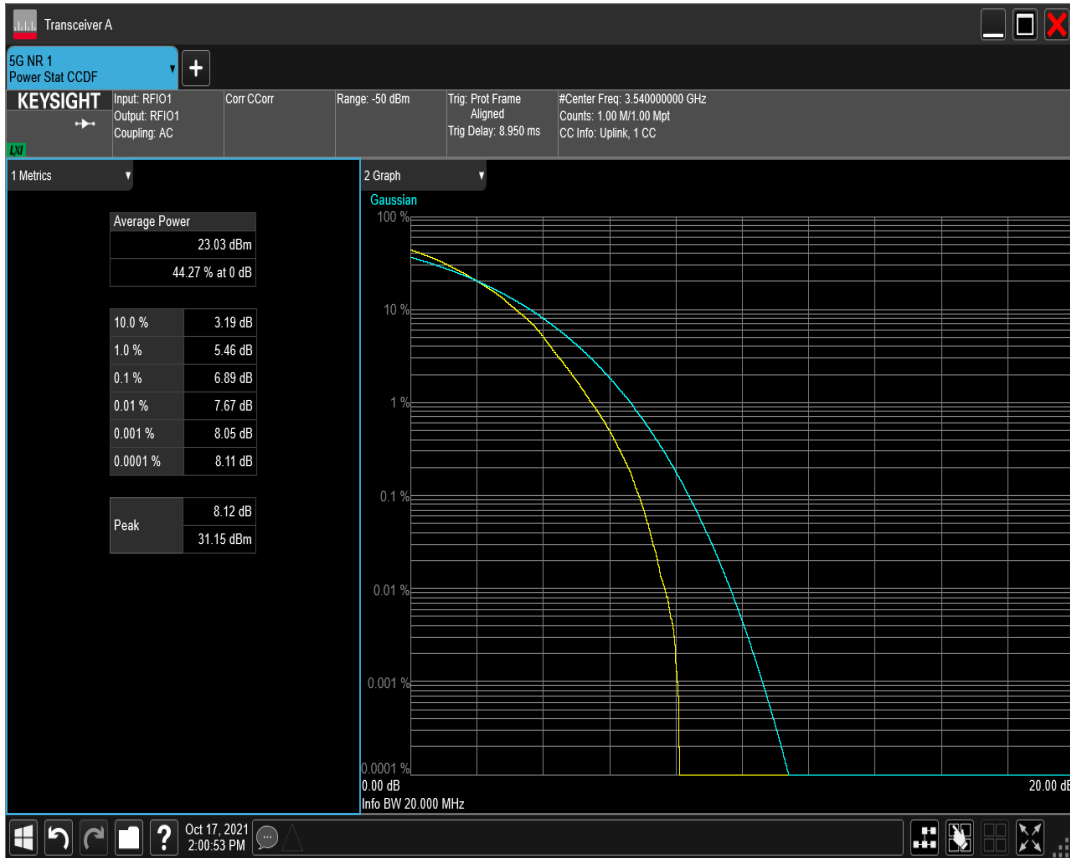 Transceiver A
5G NR 1
Power Stat CCDF
+
KEYSIGHT
LXI
Input: RFIO1
Output: RFIO1
Coupling: AC
Corr CCorr
Range: -50 dBm
Trig: Prot Frame
Aligned
Trig Delay: 8.950 ms
#Center Freq: 3.540000000 GHz
Counts: 1.00 M/1.00 Mpt
CC Info: Uplink, 1 CC
1 Metrics
Average Power
23.03 dBm
44.27 % at 0 dB
10.0 % 3.19 dB
1.0 % 5.46 dB
0.1 % 6.89 dB
0.01 % 7.67 dB
0.001 % 8.05 dB
0.0001 % 8.11 dB
Peak
8.12 dB
31.15 dBm
2 Graph
Gaussian
100 %
10 %
1 %
0.1 %
0.01 %
0.001 %
0.0001 %
0.00 dB 20.00 dB
Info BW 20.000 MHz
?
Oct 17, 2021
2:00:53 PM